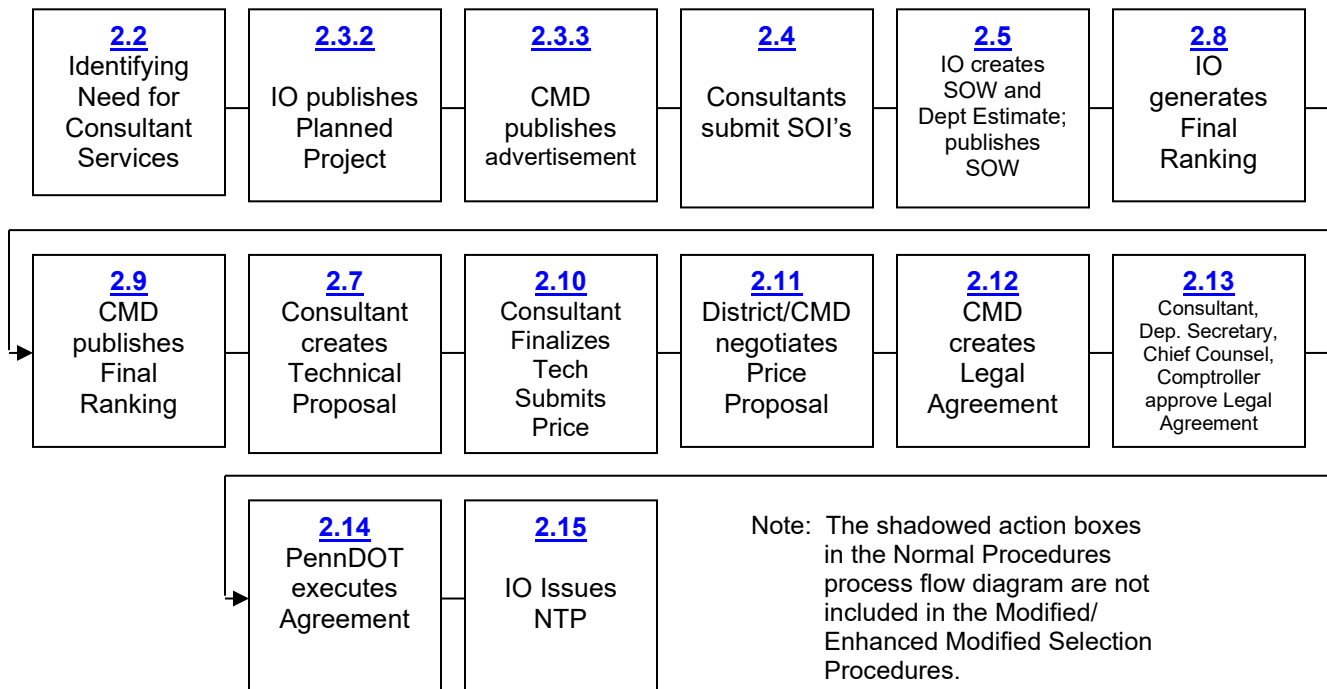 2.2
Identifying
Need for
Consultant
Services
2.3.2
IO publishes
Planned
Project
2.3.3
CMD
publishes
advertisement
2.4
Consultants
submit SOI's
2.5
IO creates
SOW and
Dept Estimate;
publishes
SOW
2.8
IO
generates
Final
Ranking
2.9
CMD
publishes
Final
Ranking
2.7
Consultant
creates
Technical
Proposal
2.10
Consultant
Finalizes
Tech
Submits
Price
2.11
District/CMD
negotiates
Price
Proposal
2.12
CMD
creates
Legal
Agreement
2.13
Consultant,
Dep. Secretary,
Chief Counsel,
Comptroller
approve Legal
Agreement
2.14
PennDOT
executes
Agreement
2.15
IO Issues
NTP
Note: The shadowed action boxes
in the Normal Procedures
process flow diagram are not
included in the Modified/
Enhanced Modified Selection
Procedures.